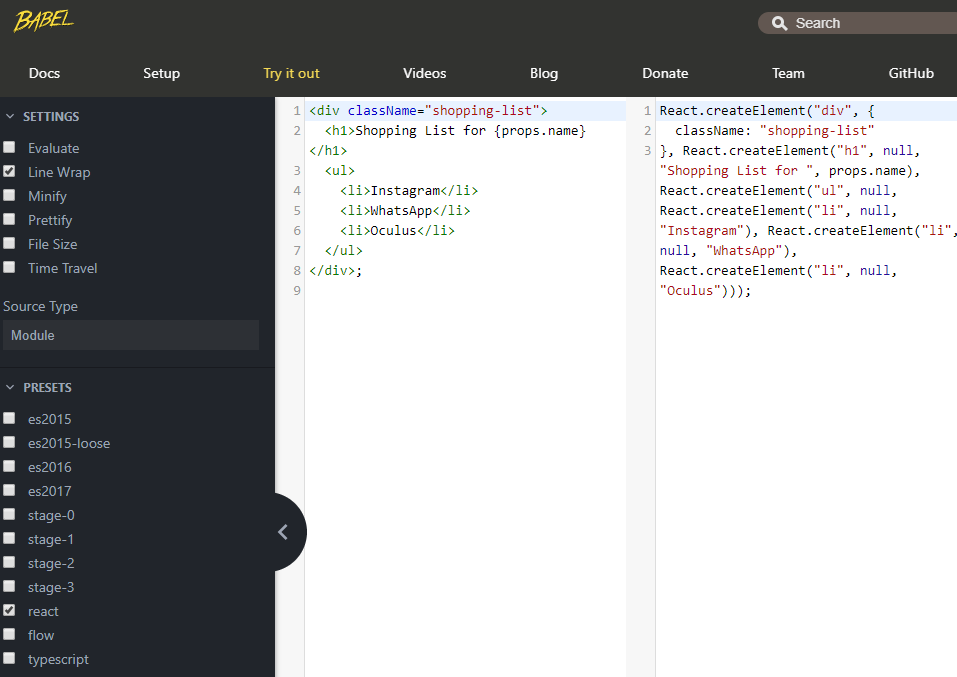 BABEL
Search
Docs Setup Try it out Videos Blog Donate Team GitHub
SETTINGS
Evaluate
Line Wrap
Minify
Prettify
File Size
Time Travel
Source Type
Module
PRESETS
es2015
es2015-loose
es2016
es2017
stage-0
stage-1
stage-2
stage-3
react
flow
typescript
1 <div className="shopping-list">
2   <h1>Shopping List for {props.name}
</h1>
3   <ul>
4     <li>Instagram</li>
5     <li>WhatsApp</li>
6     <li>Oculus</li>
7   </ul>
8 </div>;
9
1 React.createElement("div", {
2   className: "shopping-list"
3 }, React.createElement("h1", null,
"Shopping List for ", props.name),
React.createElement("ul", null,
React.createElement("li", null,
"Instagram"), React.createElement("li",
null, "WhatsApp"),
React.createElement("li", null,
"Oculus")));